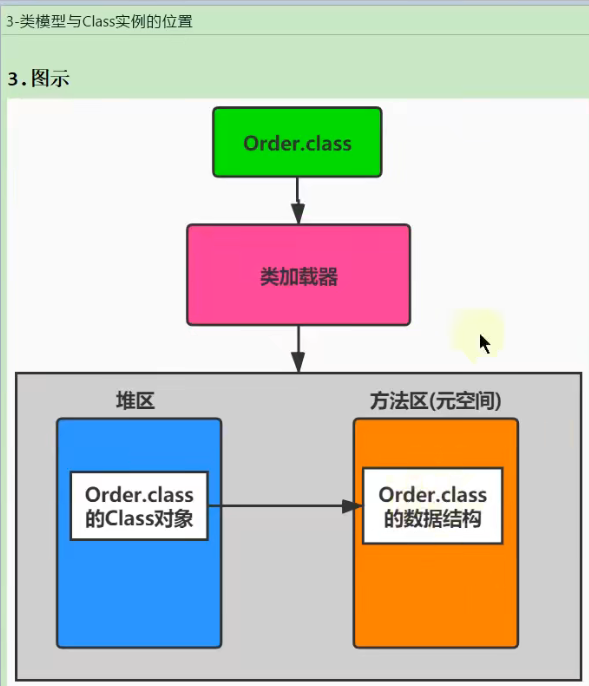 3-类模型与Class实例的位置
3.图示
Order.class
类加载器
堆区
方法区(元空间)
Order.class
的Class对象
Order.class
的数据结构